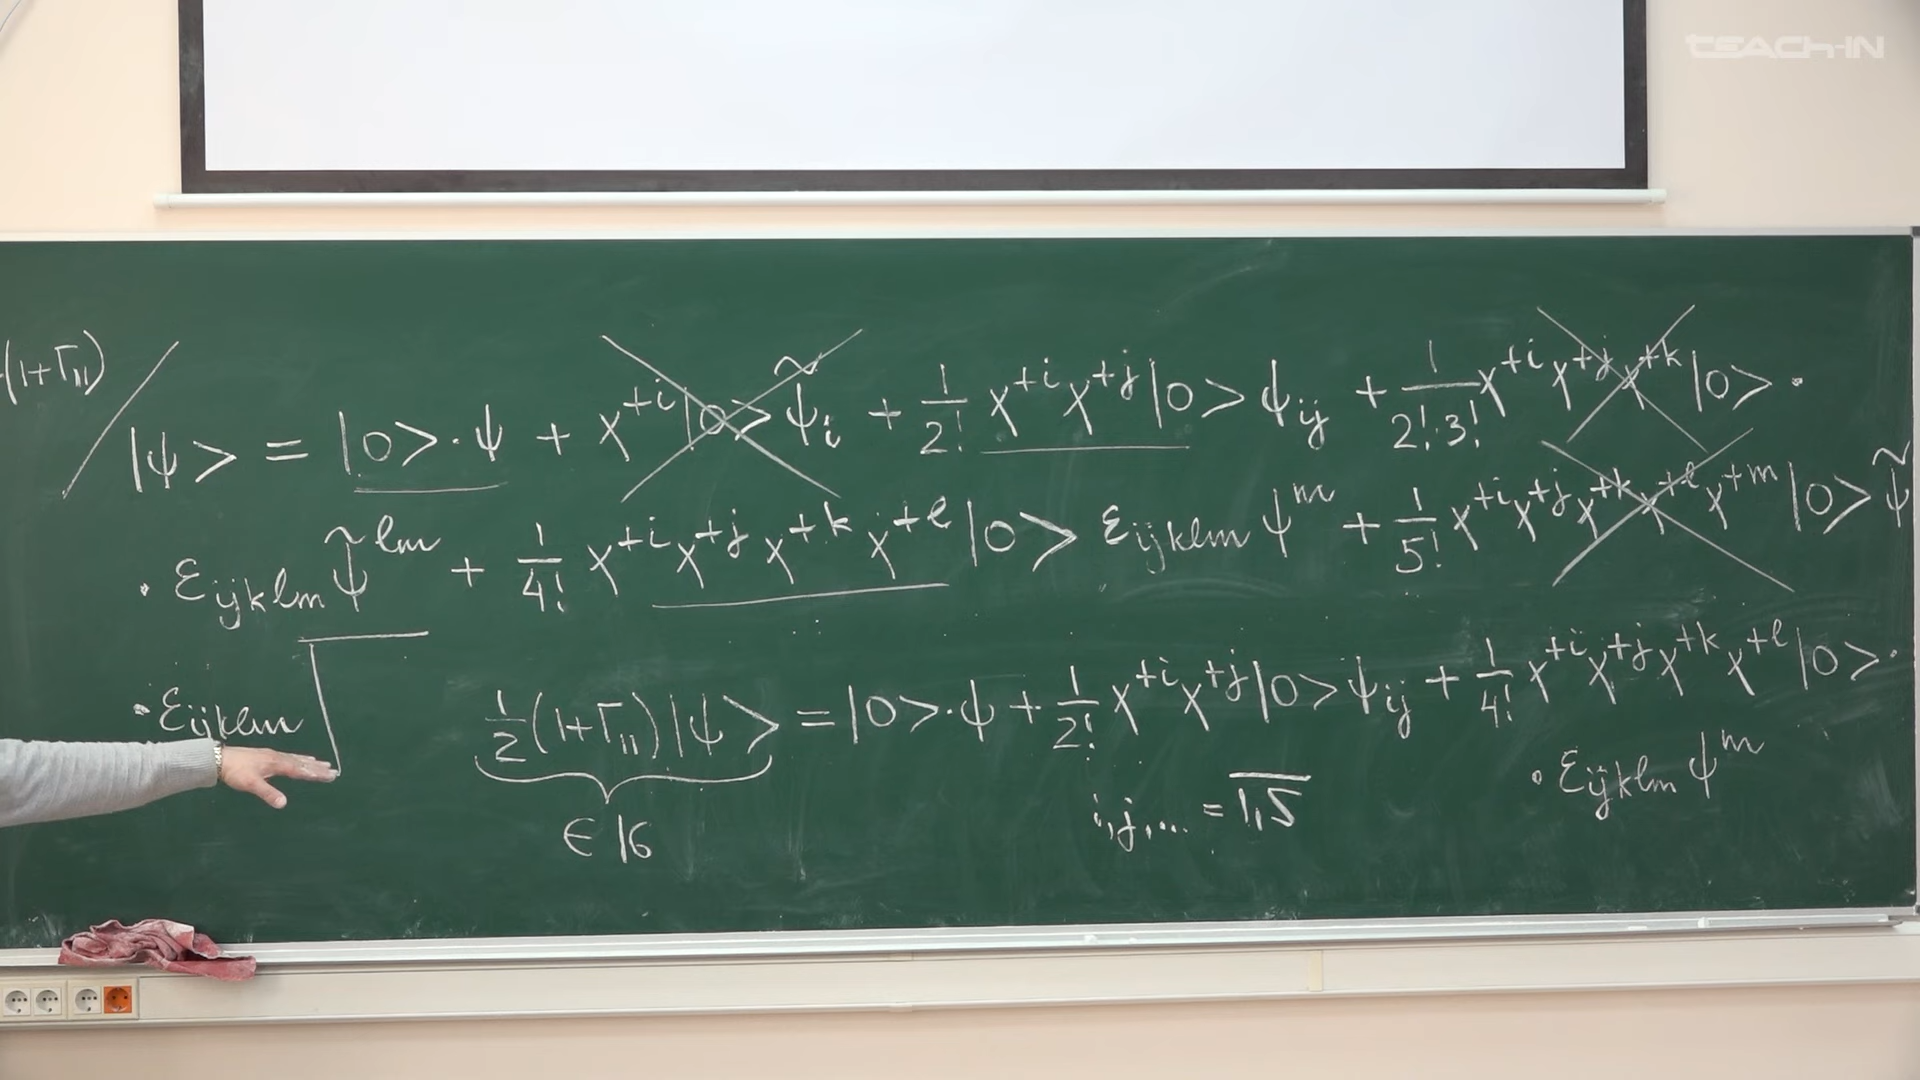 TEACH-IN
(1+Γ₁₁)
|ψ> = |0>·ψ + χ⁺ⁱ|0>ψ̃ᵢ + 1/2! χ⁺ⁱχ⁺ʲ|0>ψᵢⱼ + 1/2!·3! χ⁺ⁱχ⁺ʲχ⁺ᵏ|0>·
·εᵢⱼₖₗₘψ̃ˡᵐ + 1/4! χ⁺ⁱχ⁺ʲχ⁺ᵏχ⁺ˡ|0> εᵢⱼₖₗₘψᵐ + 1/5! χ⁺ⁱχ⁺ʲχ⁺ᵏχ⁺ˡχ⁺ᵐ|0>ψ̃
·εᵢⱼₖₗₘ
1/2(1+Γ₁₁)|ψ> = |0>·ψ + 1/2! χ⁺ⁱχ⁺ʲ|0>ψᵢⱼ + 1/4! χ⁺ⁱχ⁺ʲχ⁺ᵏχ⁺ˡ|0>·
·εᵢⱼₖₗₘψᵐ
∈ 16
i,j,... = 1,5